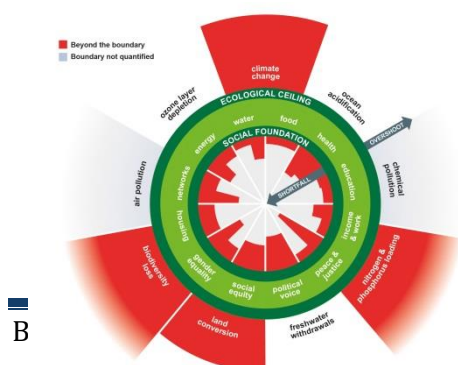 Beyond the boundary
Boundary not quantified
climate
change
ozone layer
depletion
ocean
acidification
ECOLOGICAL CEILING
OVERSHOOT
water
food
energy
health
SOCIAL FOUNDATION
networks
education
SHORTFALL
air pollution
chemical
pollution
housing
income
& work
gender
equality
peace &
justice
social
equity
political
voice
biodiversity
loss
nitrogen &
phosphorus loading
land
conversion
freshwater
withdrawals
B